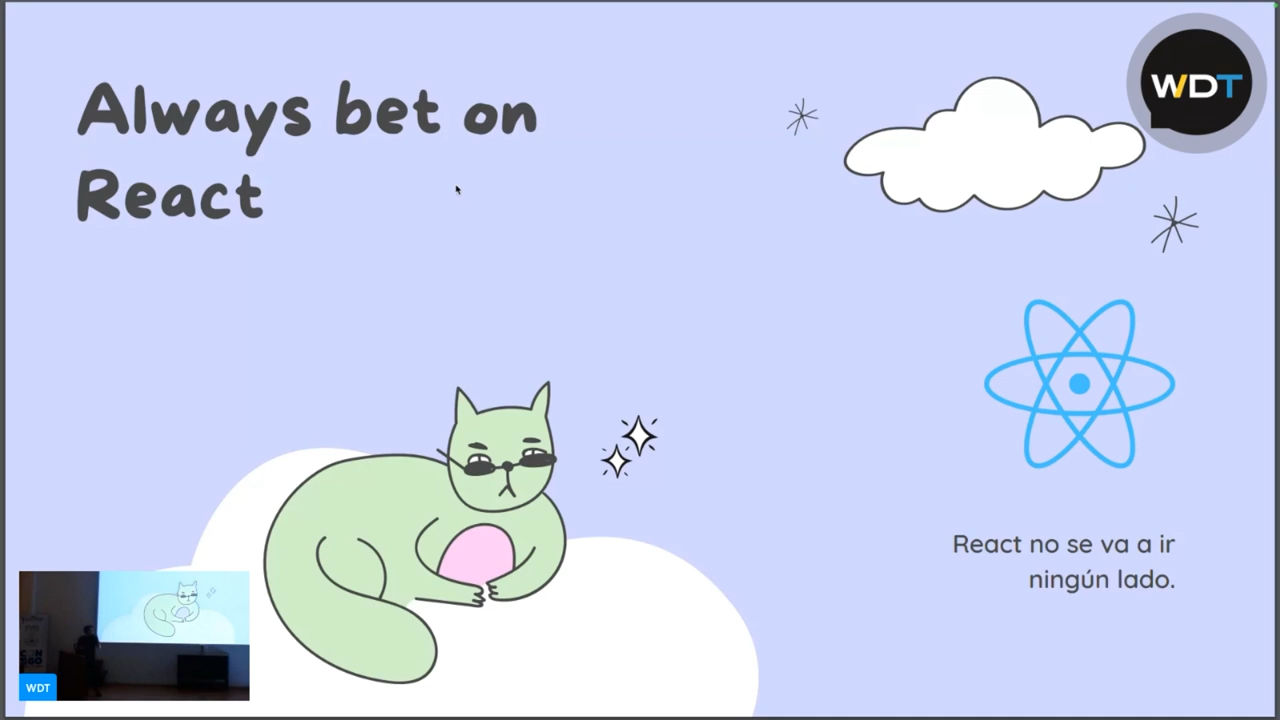 Always bet on
React
WDT
React no se va a ir
ningún lado.
WDT